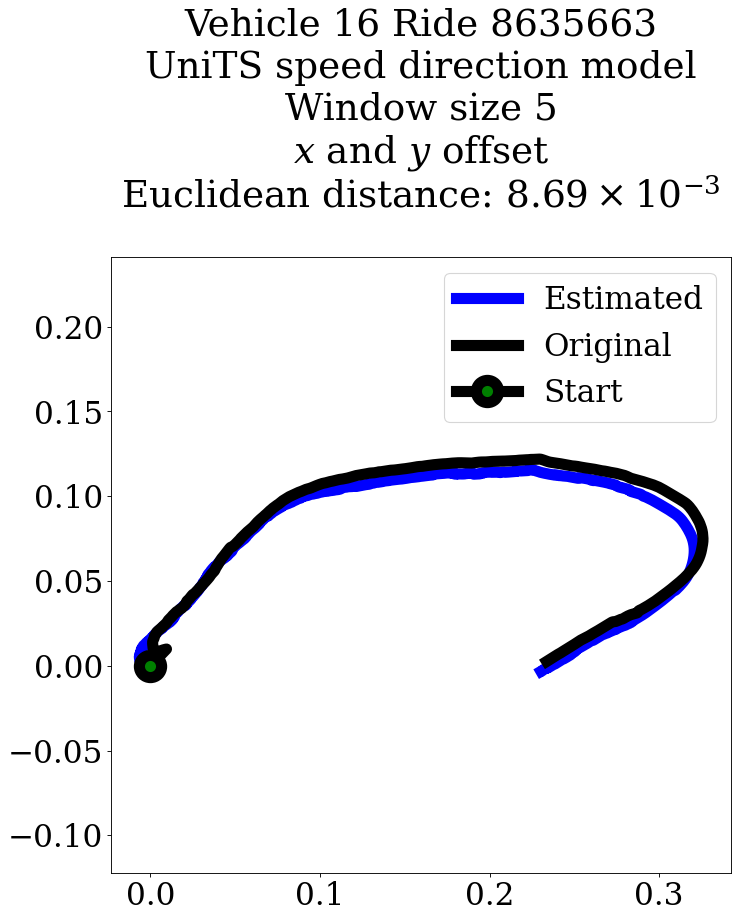 Vehicle 16 Ride 8635663
UniTS speed direction model
Window size 5
x and y offset
Euclidean distance: 8.69 × 10⁻³
Estimated
Original
Start
0.20
0.15
0.10
0.05
0.00
−0.05
−0.10
0.0 0.1 0.2 0.3